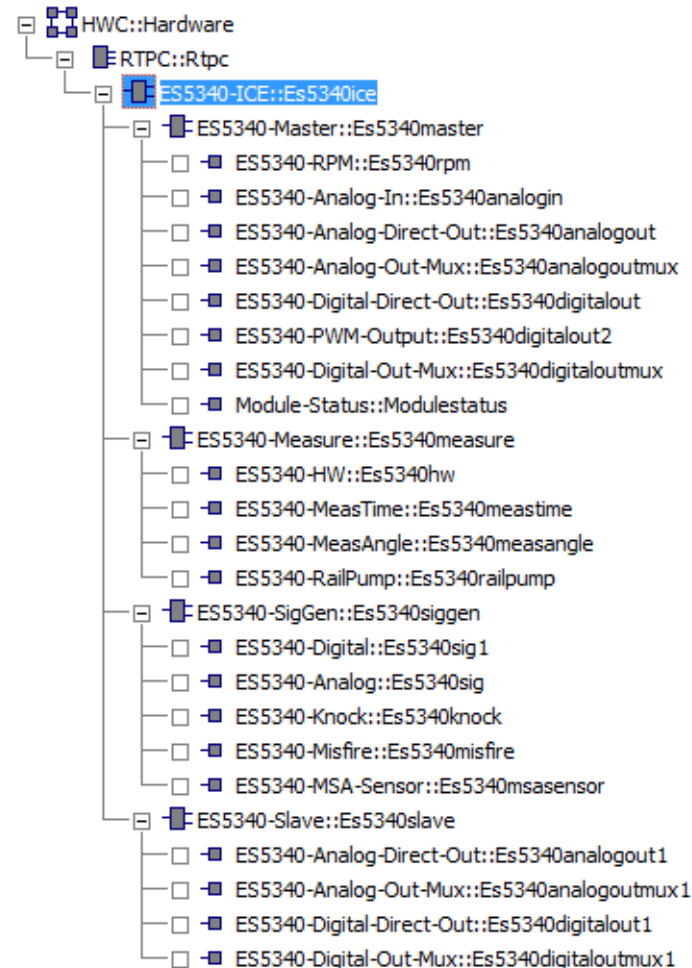 HWC::Hardware
RTPC::Rtpc
ES5340-ICE::Es5340ice
ES5340-Master::Es5340master
ES5340-RPM::Es5340rpm
ES5340-Analog-In::Es5340analogin
ES5340-Analog-Direct-Out::Es5340analogout
ES5340-Analog-Out-Mux::Es5340analogoutmux
ES5340-Digital-Direct-Out::Es5340digitalout
ES5340-PWM-Output::Es5340digitalout2
ES5340-Digital-Out-Mux::Es5340digitaloutmux
Module-Status::Modulestatus
ES5340-Measure::Es5340measure
ES5340-HW::Es5340hw
ES5340-MeasTime::Es5340meastime
ES5340-MeasAngle::Es5340measangle
ES5340-RailPump::Es5340railpump
ES5340-SigGen::Es5340siggen
ES5340-Digital::Es5340sig1
ES5340-Analog::Es5340sig
ES5340-Knock::Es5340knock
ES5340-Misfire::Es5340misfire
ES5340-MSA-Sensor::Es5340msasensor
ES5340-Slave::Es5340slave
ES5340-Analog-Direct-Out::Es5340analogout1
ES5340-Analog-Out-Mux::Es5340analogoutmux1
ES5340-Digital-Direct-Out::Es5340digitalout1
ES5340-Digital-Out-Mux::Es5340digitaloutmux1